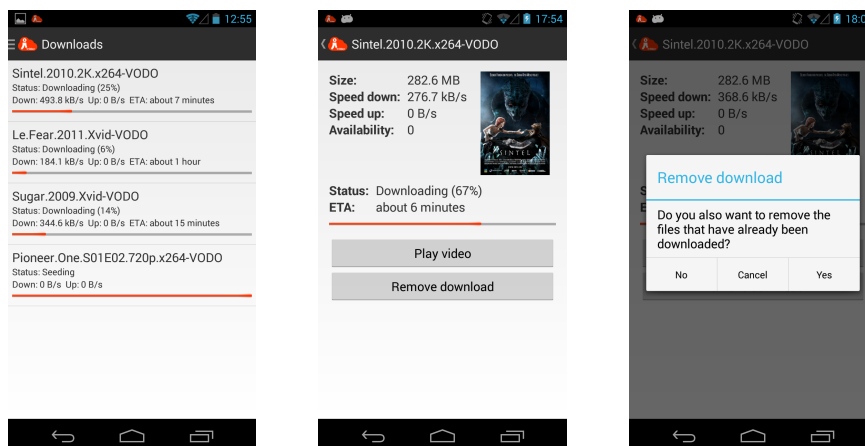 12:55
Downloads
Sintel.2010.2K.x264-VODO
Status: Downloading (25%)
Down: 493.8 kB/s Up: 0 B/s ETA: about 7 minutes
Le.Fear.2011.Xvid-VODO
Status: Downloading (6%)
Down: 184.1 kB/s Up: 0 B/s ETA: about 1 hour
Sugar.2009.Xvid-VODO
Status: Downloading (14%)
Down: 344.6 kB/s Up: 0 B/s ETA: about 15 minutes
Pioneer.One.S01E02.720p.x264-VODO
Status: Seeding
Down: 0 B/s Up: 0 B/s
17:54
Sintel.2010.2K.x264-VODO
Size: 282.6 MB
Speed down: 276.7 kB/s
Speed up: 0 B/s
Availability: 0
SINTEL
Status: Downloading (67%)
ETA: about 6 minutes
Play video
Remove download
18:0
Sintel.2010.2K.x264-VODO
Size: 282.6 MB
Speed down: 368.6 kB/s
Speed up: 0 B/s
Availability: 0
SINTEL
Remove download
Do you also want to remove the
files that have already been
downloaded?
No Cancel Yes